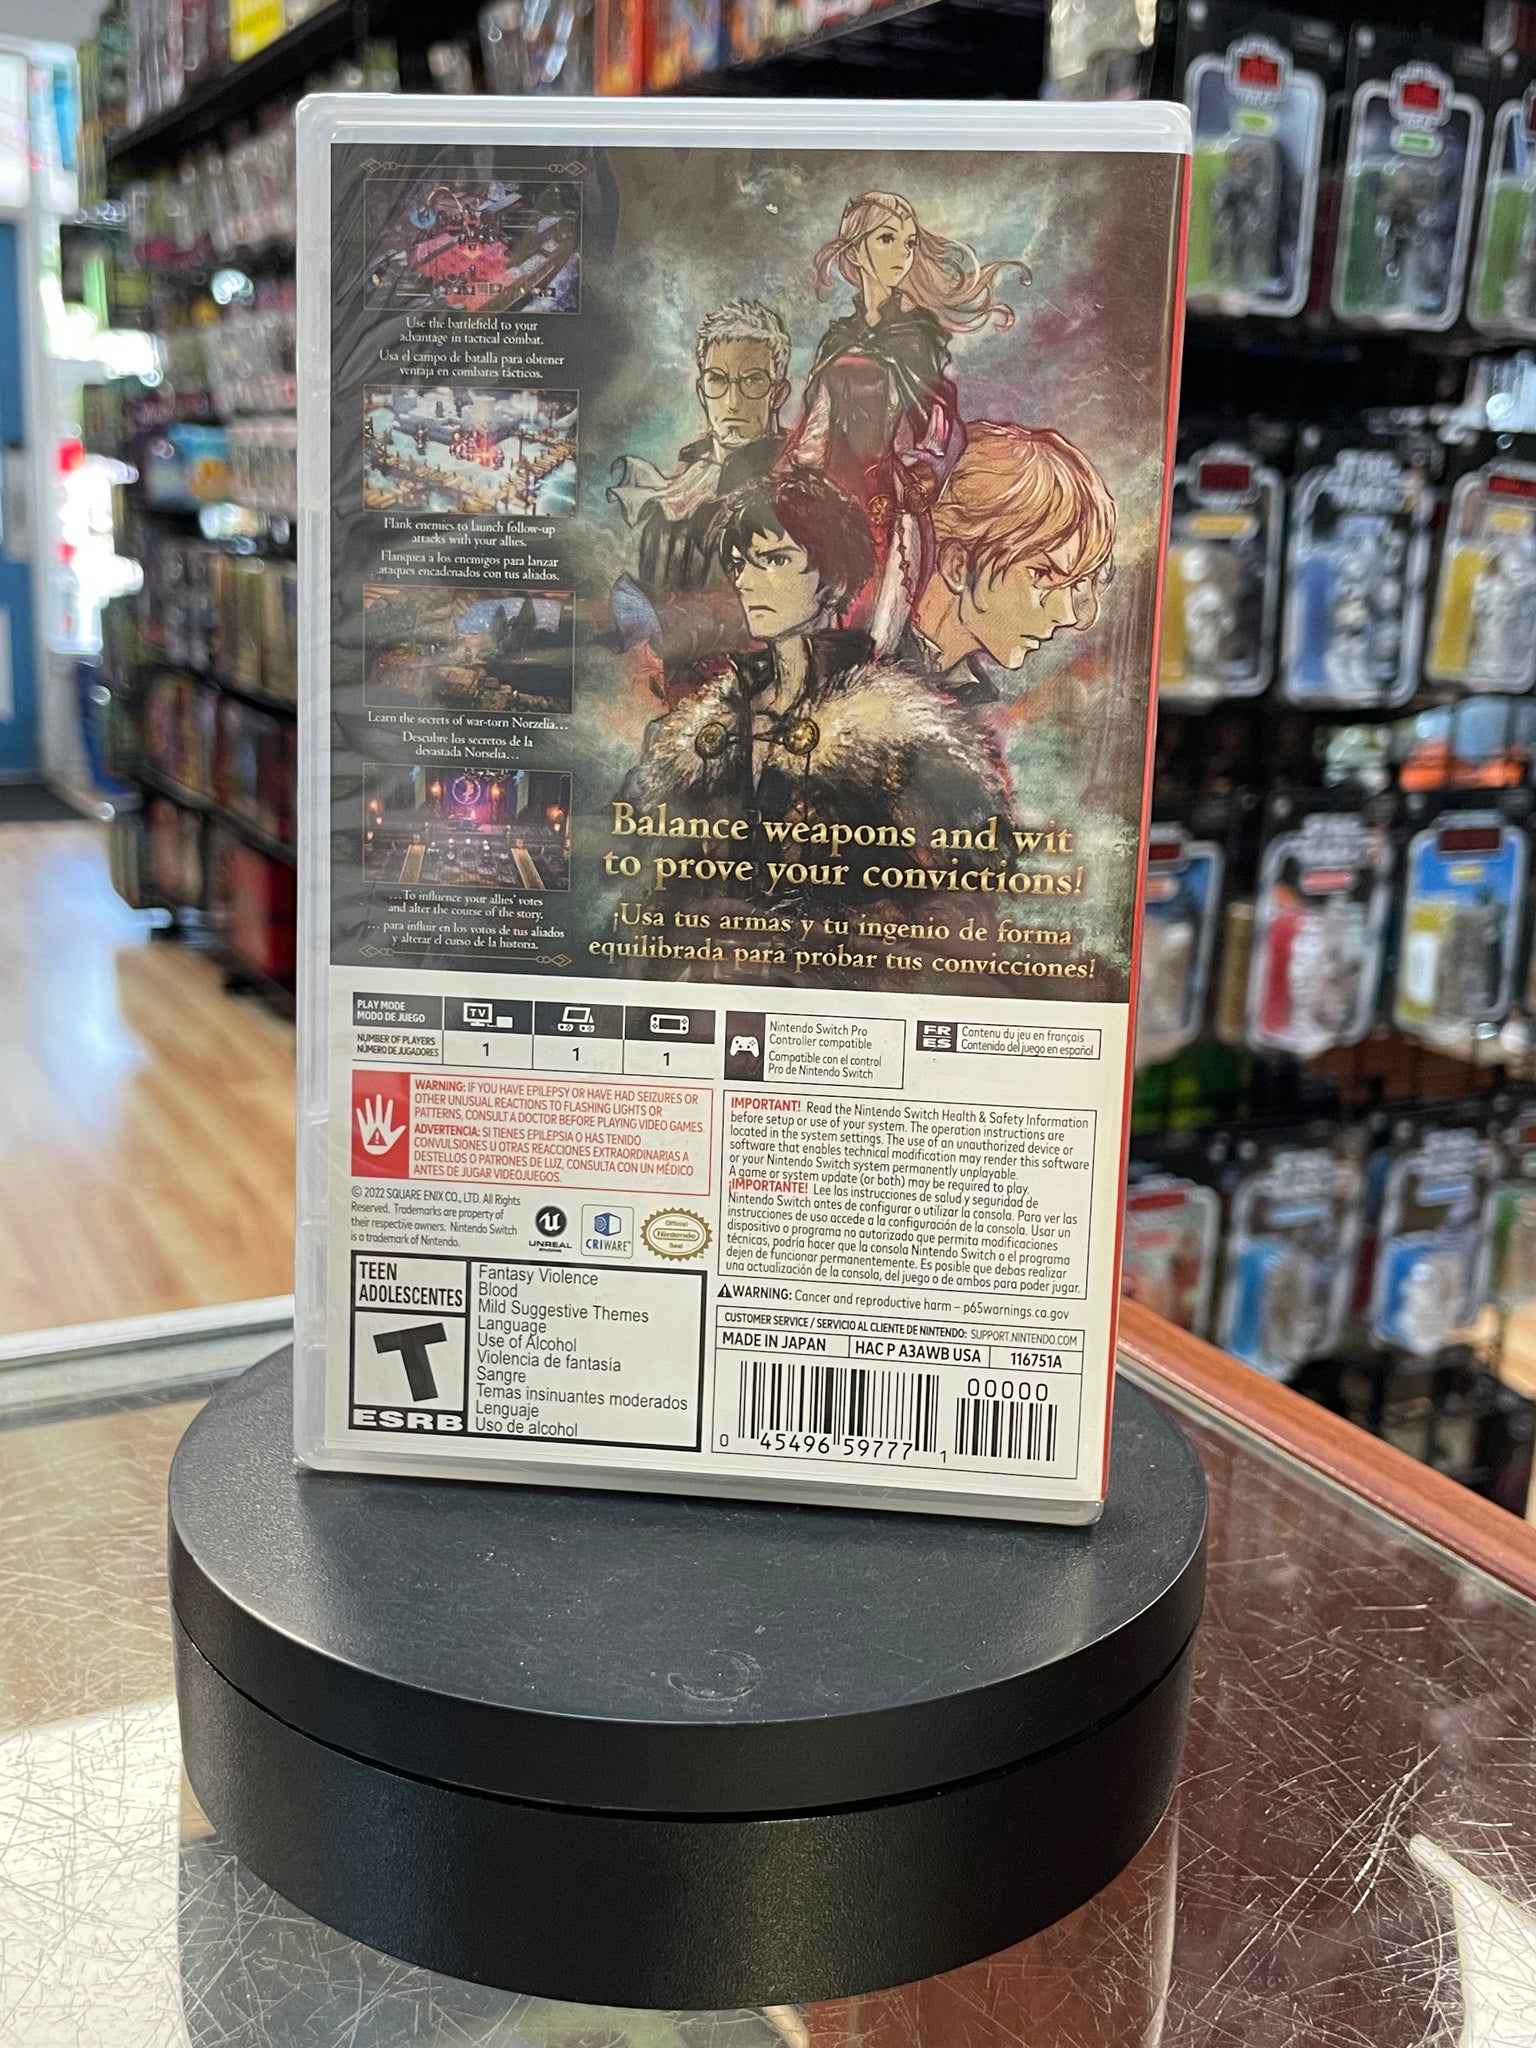 Use the battlefield to your
advantage in tactical combat.
Usa el campo de batalla para obtener
ventaja en combates tácticos.
Flank enemies to launch follow-up
attacks with your allies.
Flanquea a los enemigos para lanzar
ataques encadenados con tus aliados.
Learn the secrets of war-torn Norzelia...
Descubre los secretos de la
devastada Norselia...
...To influence your allies' votes
and alter the course of the story.
... para influir en los votos de tus aliados
y alterar el curso de la historia.
Balance weapons and wit
to prove your convictions!
¡Usa tus armas y tu ingenio de forma
equilibrada para probar tus convicciones!
PLAY MODE
MODO DE JUEGO
TV
NUMBER OF PLAYERS
NÚMERO DE JUGADORES
1
1
1
Nintendo Switch Pro
Controller compatible
Compatible con el control
Pro de Nintendo Switch
FR
ES
Contenu du jeu en français
Contenido del juego en español
WARNING: IF YOU HAVE EPILEPSY OR HAVE HAD SEIZURES OR
OTHER UNUSUAL REACTIONS TO FLASHING LIGHTS OR
PATTERNS, CONSULT A DOCTOR BEFORE PLAYING VIDEO GAMES.
ADVERTENCIA: SI TIENES EPILEPSIA O HAS TENIDO
CONVULSIONES U OTRAS REACCIONES EXTRAORDINARIAS A
DESTELLOS O PATRONES DE LUZ, CONSULTA CON UN MÉDICO
ANTES DE JUGAR VIDEOJUEGOS.
IMPORTANT! Read the Nintendo Switch Health & Safety Information
before setup or use of your system. The operation instructions are
located in the system settings. The use of an unauthorized device or
software that enables technical modification may render this software
or your Nintendo Switch system permanently unplayable.
A game or system update (or both) may be required to play.
¡IMPORTANTE! Lee las instrucciones de salud y seguridad de
Nintendo Switch antes de configurar o utilizar la consola. Para ver las
instrucciones de uso accede a la configuración de la consola. Usar un
dispositivo o programa no autorizado que permita modificaciones
técnicas, podría hacer que la consola Nintendo Switch o el programa
dejen de funcionar permanentemente. Es posible que debas realizar
una actualización de la consola, del juego o de ambos para poder jugar.
© 2022 SQUARE ENIX CO., LTD. All Rights
Reserved. Trademarks are property of
their respective owners. Nintendo Switch
is a trademark of Nintendo.
UNREAL
ENGINE
CRIWARE
Official
Nintendo
Seal
TEEN
ADOLESCENTES
T
ESRB
Fantasy Violence
Blood
Mild Suggestive Themes
Language
Use of Alcohol
Violencia de fantasía
Sangre
Temas insinuantes moderados
Lenguaje
Uso de alcohol
WARNING: Cancer and reproductive harm – p65warnings.ca.gov
CUSTOMER SERVICE / SERVICIO AL CLIENTE DE NINTENDO: SUPPORT.NINTENDO.COM
MADE IN JAPAN
HAC P A3AWB USA
116751A
00000
0 45496 59777 1